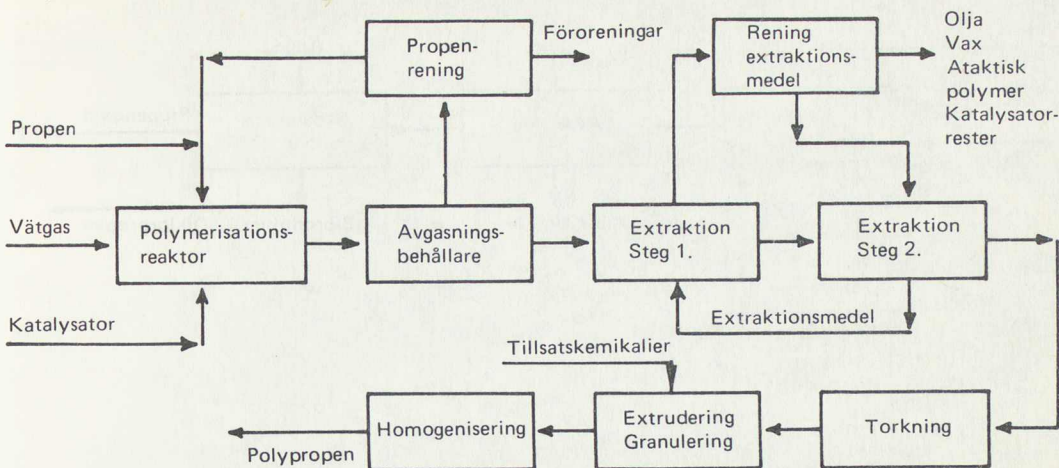 Propen-
rening
Föroreningar
Rening
extraktions-
medel
Olja
Vax
Ataktisk
polymer
Katalysator-
rester
Propen
Vätgas
Katalysator
Polymerisations-
reaktor
Avgasnings-
behållare
Extraktion
Steg 1.
Extraktion
Steg 2.
Extraktionsmedel
Tillsatskemikalier
Polypropen
Homogenisering
Extrudering
Granulering
Torkning